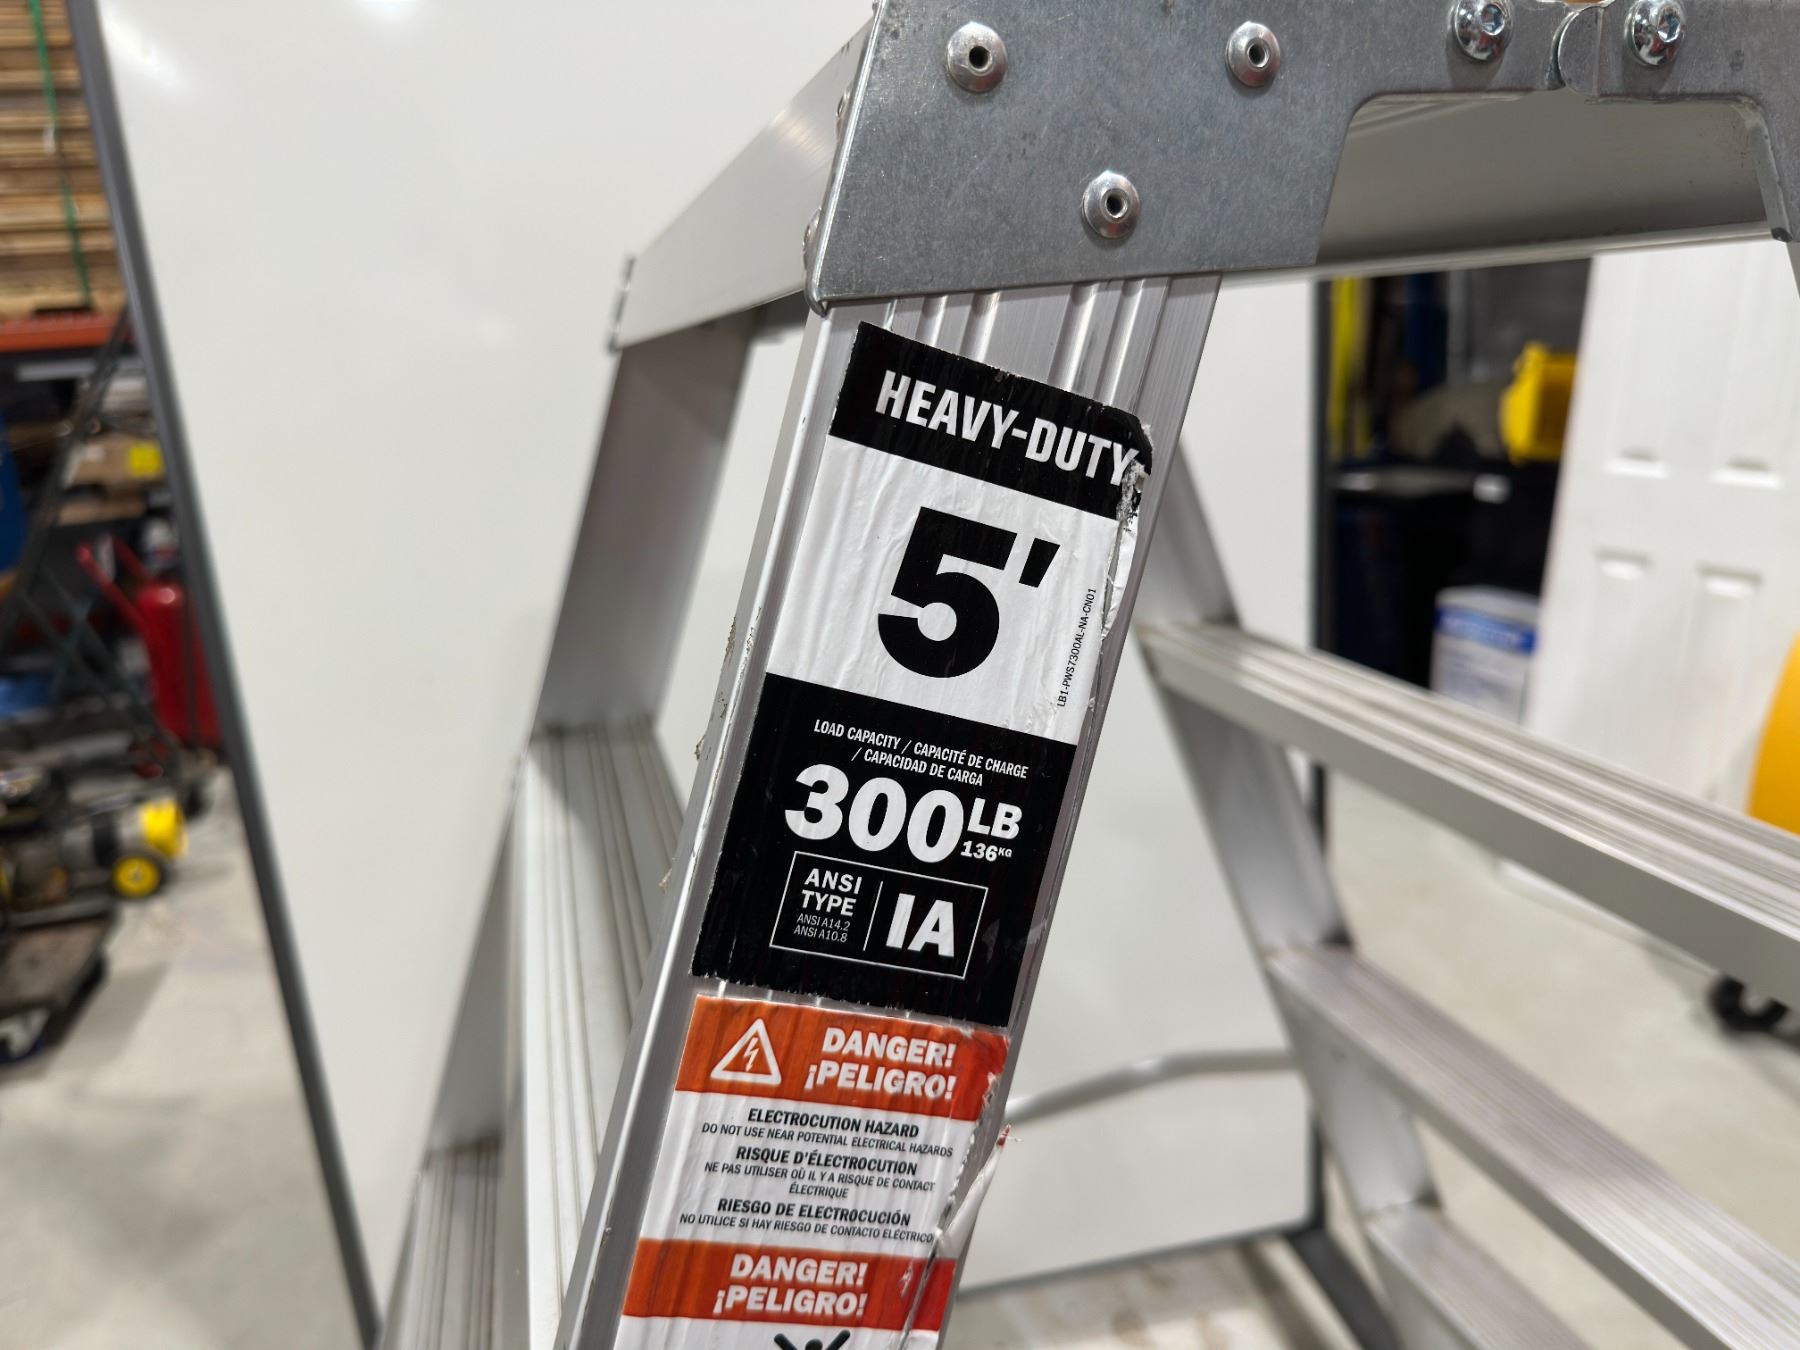 HEAVY-DUTY
5'
LB1-PWS7300AL-NA-CN01
LOAD CAPACITY / CAPACITÉ DE CHARGE
/ CAPACIDAD DE CARGA
300LB
136KG
ANSI
TYPE
ANSI A14.2
ANSI A10.8
IA
DANGER!
¡PELIGRO!
ELECTROCUTION HAZARD
DO NOT USE NEAR POTENTIAL ELECTRICAL HAZARDS
RISQUE D'ÉLECTROCUTION
NE PAS UTILISER OÙ IL Y A RISQUE DE CONTACT
ÉLECTRIQUE
RIESGO DE ELECTROCUCIÓN
NO UTILICE SI HAY RIESGO DE CONTACTO ELÉCTRICO
DANGER!
¡PELIGRO!